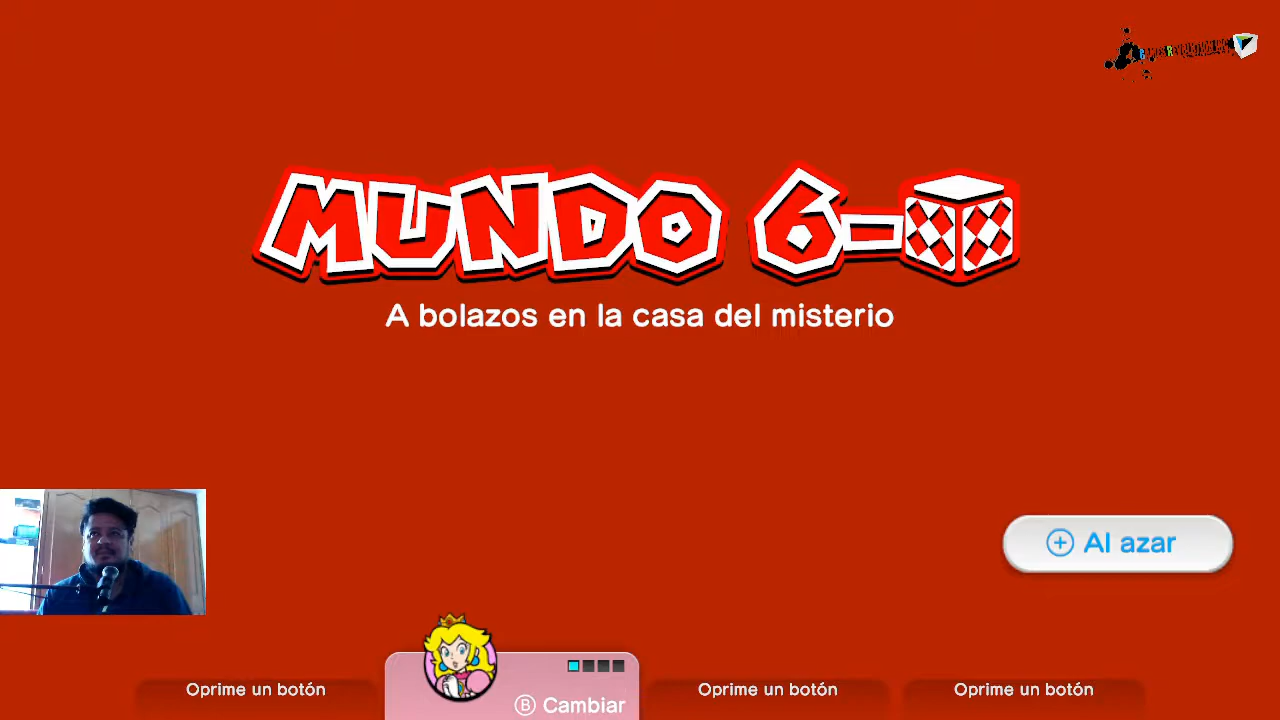 MUNDO 6-
A bolazos en la casa del misterio
Al azar
Oprime un botón
B Cambiar
Oprime un botón
Oprime un botón